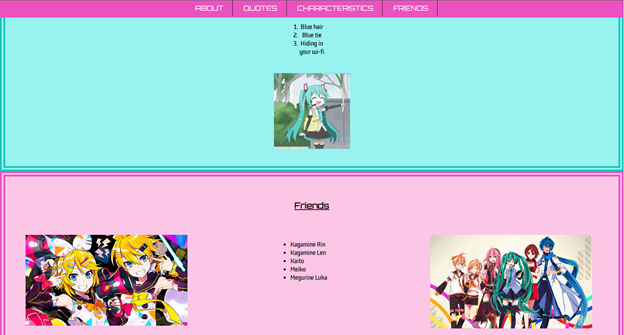 ABOUT
QUOTES
CHARACTERISTICS
FRIENDS
1. Blue hair
2. Blue tie
3. Hiding in
your wi-fi
Friends
• Kagamine Rin
• Kagamine Len
• Kaito
• Meiko
• Megurine Luka